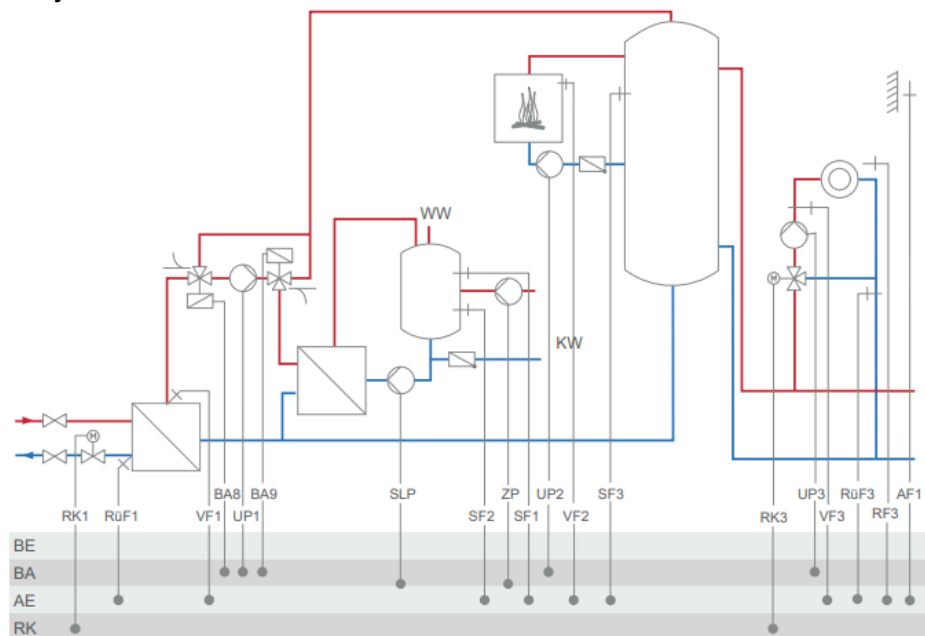 WW
M
KW
M
BA8
BA9
SLP
ZP
UP2
SF3
UP3
RüF3
AF1
RK1
RüF1
VF1
UP1
SF2
SF1
VF2
RK3
VF3
RF3
BE
BA
AE
RK